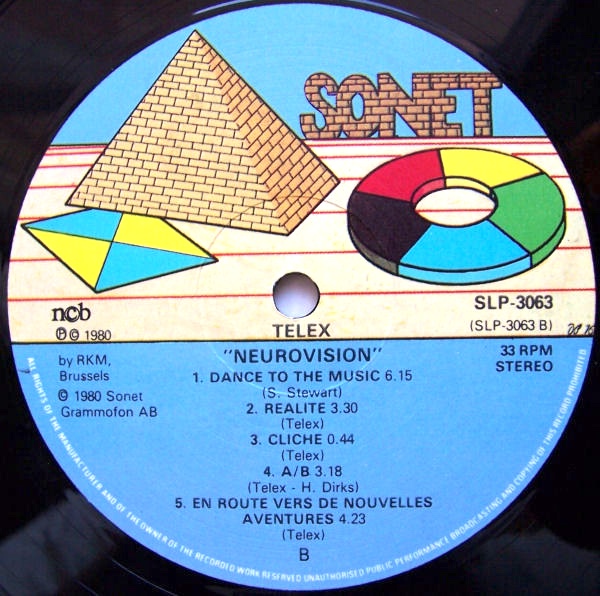 SONET
ncb
SLP-3063
℗ © 1980
TELEX
(SLP-3063 B)
by RKM,
Brussels
© 1980 Sonet
Grammofon AB
"NEUROVISION"
33 RPM
STEREO
1. DANCE TO THE MUSIC 6.15
(S. Stewart)
2. REALITE 3.30
(Telex)
3. CLICHE 0.44
(Telex)
4. A/B 3.18
(Telex - H. Dirks)
5. EN ROUTE VERS DE NOUVELLES
AVENTURES 4.23
(Telex)
B
ALL RIGHTS OF THE MANUFACTURER AND OF THE OWNER OF THE RECORDED WORK RESERVED UNAUTHORISED PUBLIC PERFORMANCE BROADCASTING AND COPYING OF THIS RECORD PROHIBITED